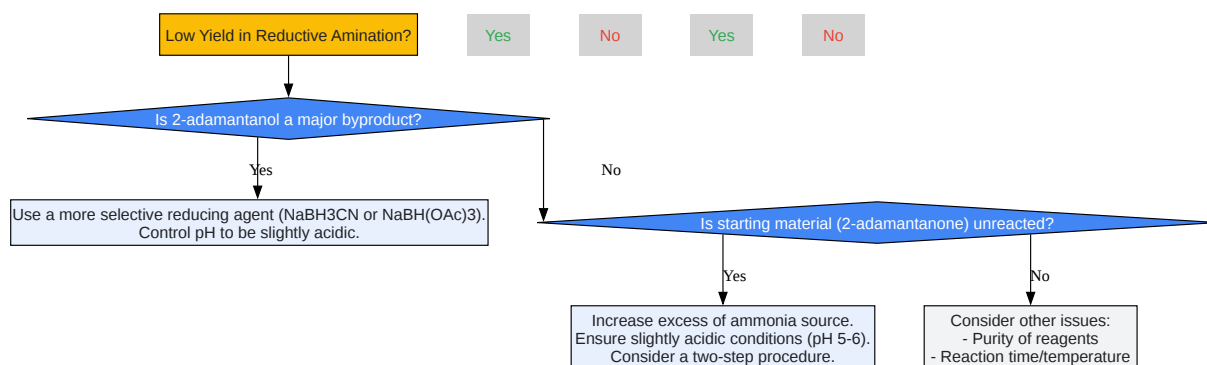 Low Yield in Reductive Amination?
Yes
No
Yes
No
Is 2-adamantanol a major byproduct?
Yes
No
Use a more selective reducing agent (NaBH3CN or NaBH(OAc)3).
Control pH to be slightly acidic.
Is starting material (2-adamantanone) unreacted?
Yes
No
Increase excess of ammonia source.
Ensure slightly acidic conditions (pH 5-6).
Consider a two-step procedure.
Consider other issues:
- Purity of reagents
- Reaction time/temperature